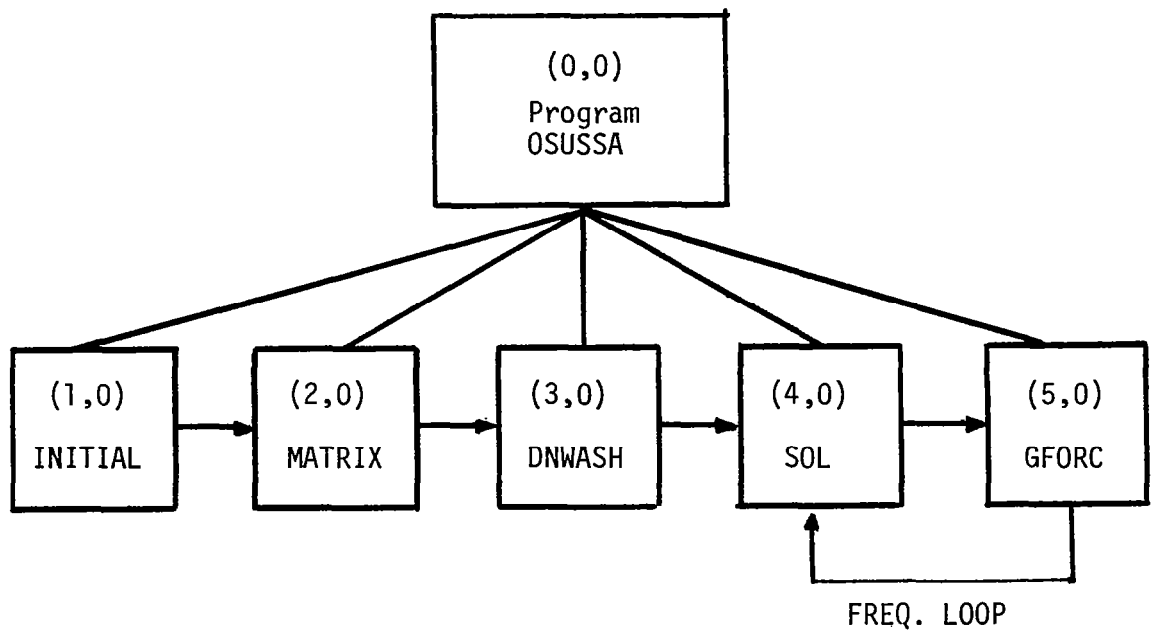 (0,0)
Program
OSUSSA
(1,0)
INITIAL
(2,0)
MATRIX
(3,0)
DNWASH
(4,0)
SOL
(5,0)
GFORC
FREQ. LOOP